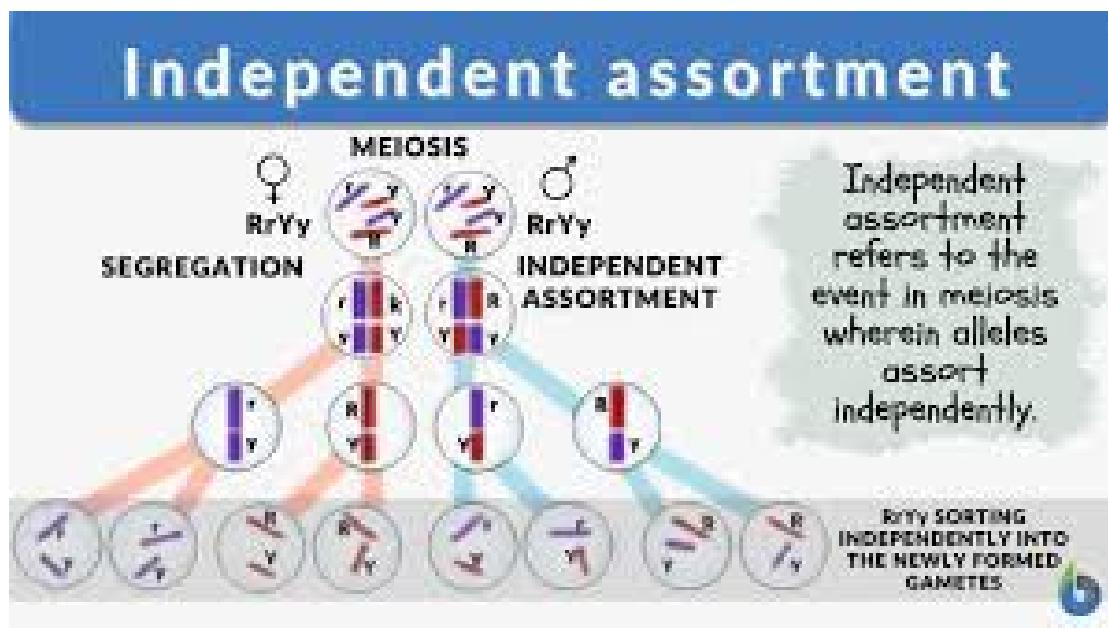 Independent assortment
MEIOSIS
RrYy
RrYy
SEGREGATION
INDEPENDENT
ASSORTMENT
Independent
assortment
refers to the
event in meiosis
wherein alleles
assort
independently.
r R
r R
r
R
r
R
RrYy SORTING
INDEPENDENTLY INTO
THE NEWLY FORMED
GAMETES